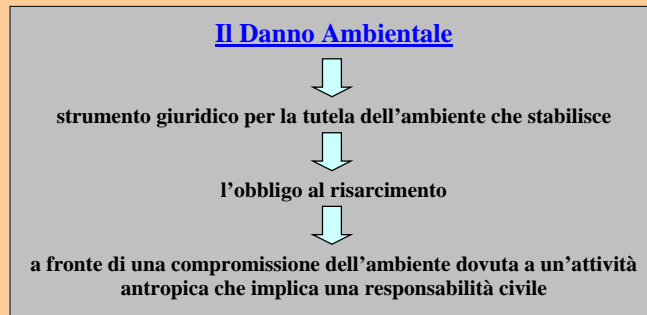 Il Danno Ambientale
strumento giuridico per la tutela dell’ambiente che stabilisce
l’obbligo al risarcimento
a fronte di una compromissione dell’ambiente dovuta a un’attività
antropica che implica una responsabilità civile